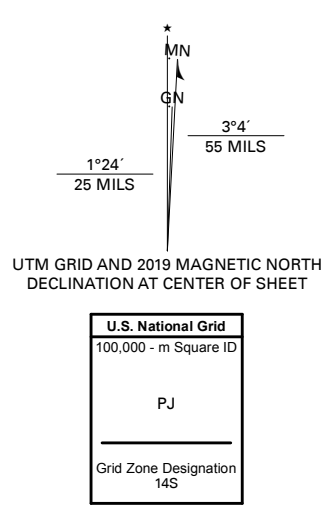 ★
MN
GN
3°4´
55 MILS
1°24´
25 MILS
UTM GRID AND 2019 MAGNETIC NORTH
DECLINATION AT CENTER OF SHEET
U.S. National Grid
100,000 - m Square ID
PJ
Grid Zone Designation
14S